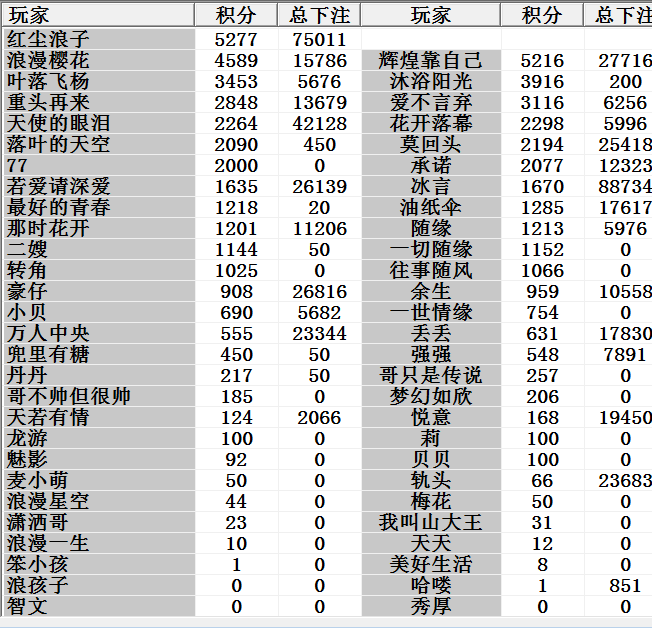 玩家 积分 总下注 玩家 积分 总下注
红尘浪子 5277 75011
浪漫樱花 4589 15786 辉煌靠自己 5216 27716
叶落飞杨 3453 5676 沐浴阳光 3916 200
重头再来 2848 13679 爱不言弃 3116 6256
天使的眼泪 2264 42128 花开落幕 2298 5996
落叶的天空 2090 450 莫回头 2194 25418
77 2000 0 承诺 2077 12323
若爱请深爱 1635 26139 冰言 1670 88734
最好的青春 1218 20 油纸伞 1285 17617
那时花开 1201 11206 随缘 1213 5976
二嫂 1144 50 一切随缘 1152 0
转角 1025 0 往事随风 1066 0
豪仔 908 26816 余生 959 10558
小贝 690 5682 一世情缘 754 0
万人中央 555 23344 丢丢 631 17830
兜里有糖 450 50 强强 548 7891
丹丹 217 50 哥只是传说 257 0
哥不帅但很帅 185 0 梦幻如欣 206 0
天若有情 124 2066 悦意 168 19450
龙游 100 0 莉 100 0
魅影 92 0 贝贝 100 0
麦小萌 50 0 轨头 66 23683
浪漫星空 44 0 梅花 50 0
潇洒哥 23 0 我叫山大王 31 0
浪漫一生 10 0 天天 12 0
笨小孩 1 0 美好生活 8 0
浪孩子 0 0 哈喽 1 851
智文 0 0 秀厚 0 0